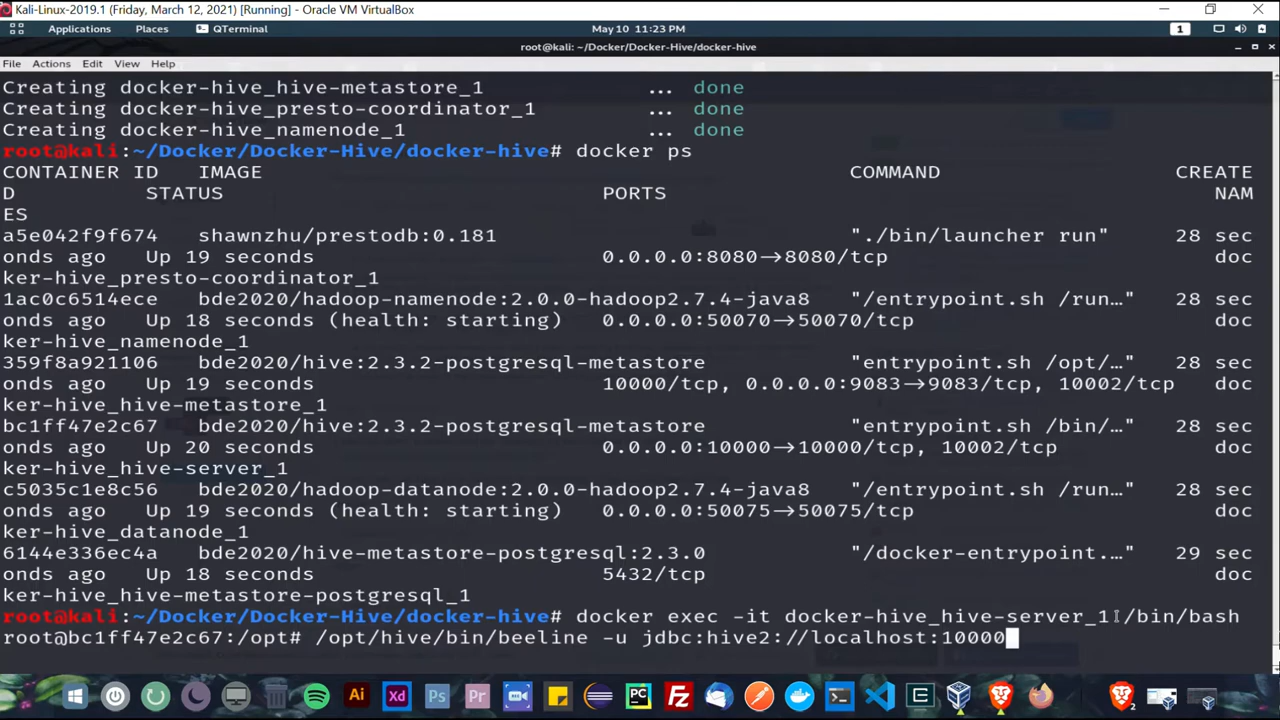 Kali-Linux-2019.1 (Friday, March 12, 2021) [Running] - Oracle VM VirtualBox
Applications Places QTerminal May 10 11:23 PM 1
root@kali: ~/Docker/Docker-Hive/docker-hive
File Actions Edit View Help
Creating docker-hive_hive-metastore_1 ... done
Creating docker-hive_presto-coordinator_1 ... done
Creating docker-hive_namenode_1 ... done
root@kali:~/Docker/Docker-Hive/docker-hive# docker ps
CONTAINER ID IMAGE COMMAND CREATE
D STATUS PORTS NAM
ES
a5e042f9f674 shawnzhu/prestodb:0.181 "./bin/launcher run" 28 sec
onds ago Up 19 seconds 0.0.0.0:8080→8080/tcp doc
ker-hive_presto-coordinator_1
1ac0c6514ece bde2020/hadoop-namenode:2.0.0-hadoop2.7.4-java8 "/entrypoint.sh /run…" 28 sec
onds ago Up 18 seconds (health: starting) 0.0.0.0:50070→50070/tcp doc
ker-hive_namenode_1
359f8a921106 bde2020/hive:2.3.2-postgresql-metastore "entrypoint.sh /opt/…" 28 sec
onds ago Up 19 seconds 10000/tcp, 0.0.0.0:9083→9083/tcp, 10002/tcp doc
ker-hive_hive-metastore_1
bc1ff47e2c67 bde2020/hive:2.3.2-postgresql-metastore "entrypoint.sh /bin/…" 28 sec
onds ago Up 20 seconds 0.0.0.0:10000→10000/tcp, 10002/tcp doc
ker-hive_hive-server_1
c5035c1e8c56 bde2020/hadoop-datanode:2.0.0-hadoop2.7.4-java8 "/entrypoint.sh /run…" 28 sec
onds ago Up 19 seconds (health: starting) 0.0.0.0:50075→50075/tcp doc
ker-hive_datanode_1
6144e336ec4a bde2020/hive-metastore-postgresql:2.3.0 "/docker-entrypoint.…" 29 sec
onds ago Up 18 seconds 5432/tcp doc
ker-hive_hive-metastore-postgresql_1
root@kali:~/Docker/Docker-Hive/docker-hive# docker exec -it docker-hive_hive-server_1 /bin/bash
root@bc1ff47e2c67:/opt# /opt/hive/bin/beeline -u jdbc:hive2://localhost:10000
Ai Xd Ps Pr PC Fz 2